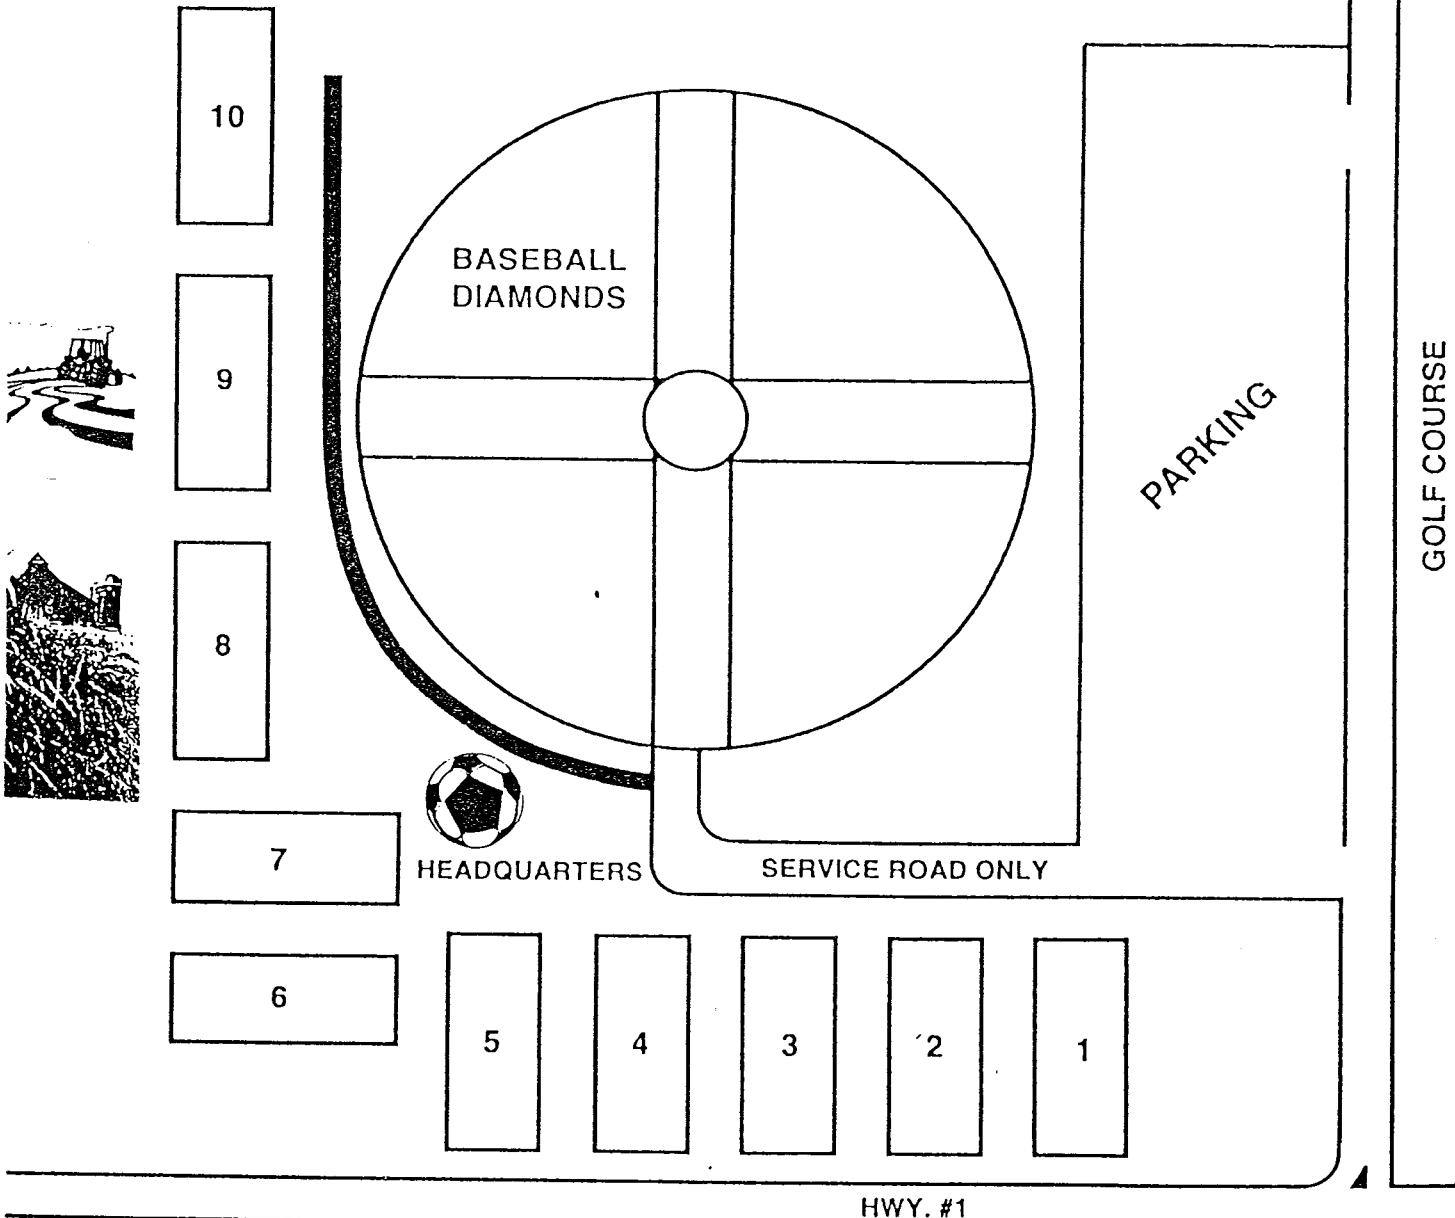 10
BASEBALL
DIAMONDS
9
PARKING
GOLF COURSE
8
7
HEADQUARTERS
SERVICE ROAD ONLY
6
5
4
3
2
1
HWY. #1